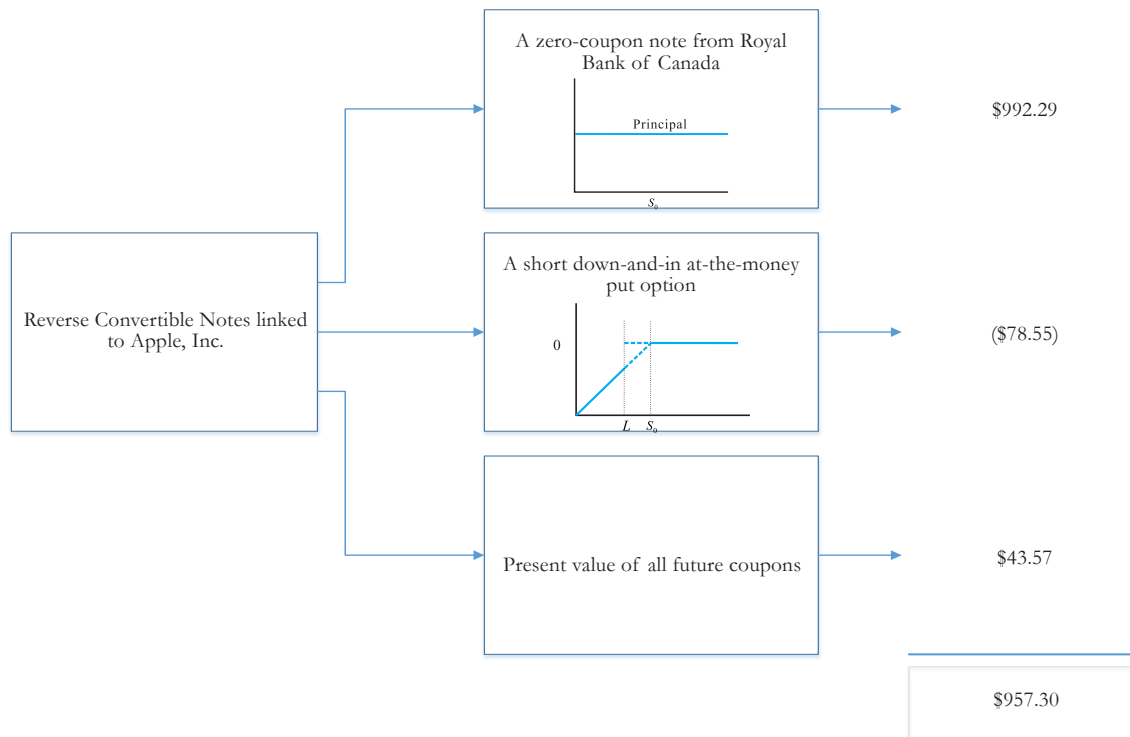 A zero-coupon note from Royal
Bank of Canada
Principal
S₀
$992.29
Reverse Convertible Notes linked
to Apple, Inc.
A short down-and-in at-the-money
put option
0
L S₀
($78.55)
Present value of all future coupons
$43.57
$957.30